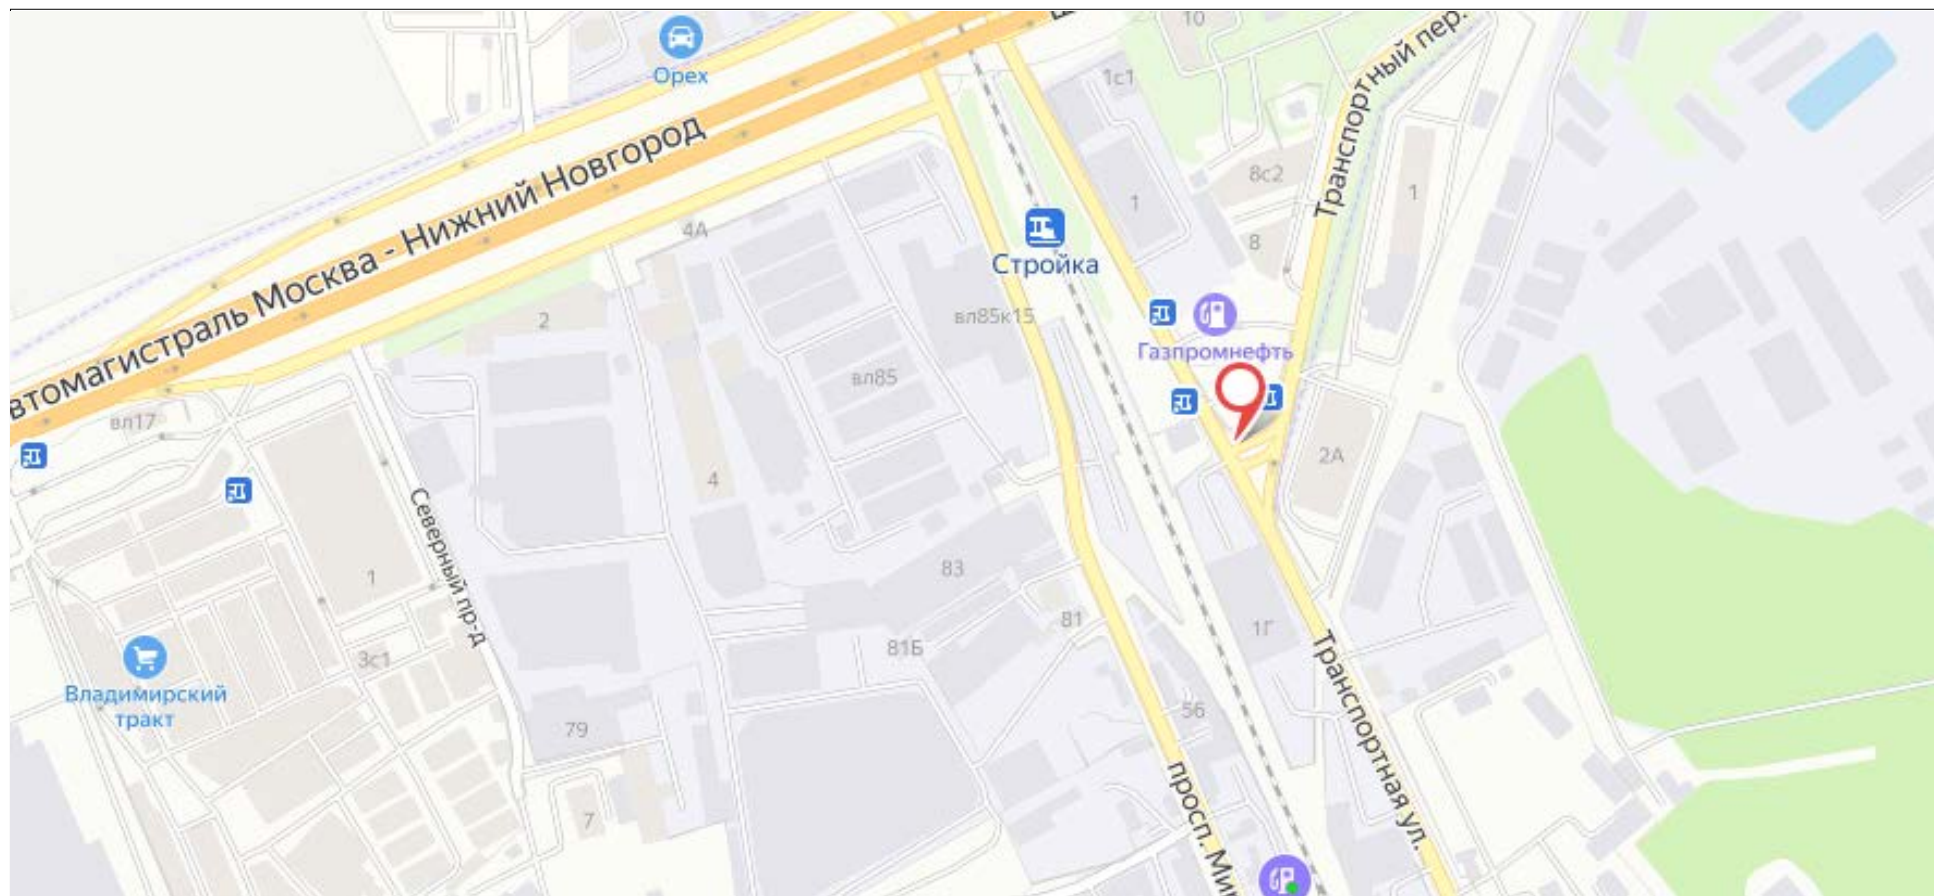 10
Транспортный пер.
Орех
1с1
Автомагистраль Москва - Нижний Новгород
8с2
1
1
4А
8
Стройка
2
вл85к15
Газпромнефть
вл85
вл17
2А
4
Северный пр-д
83
1
81
1Г
81Б
3с1
Владимирский
тракт
Транспортная ул.
56
79
просп. Ми
7